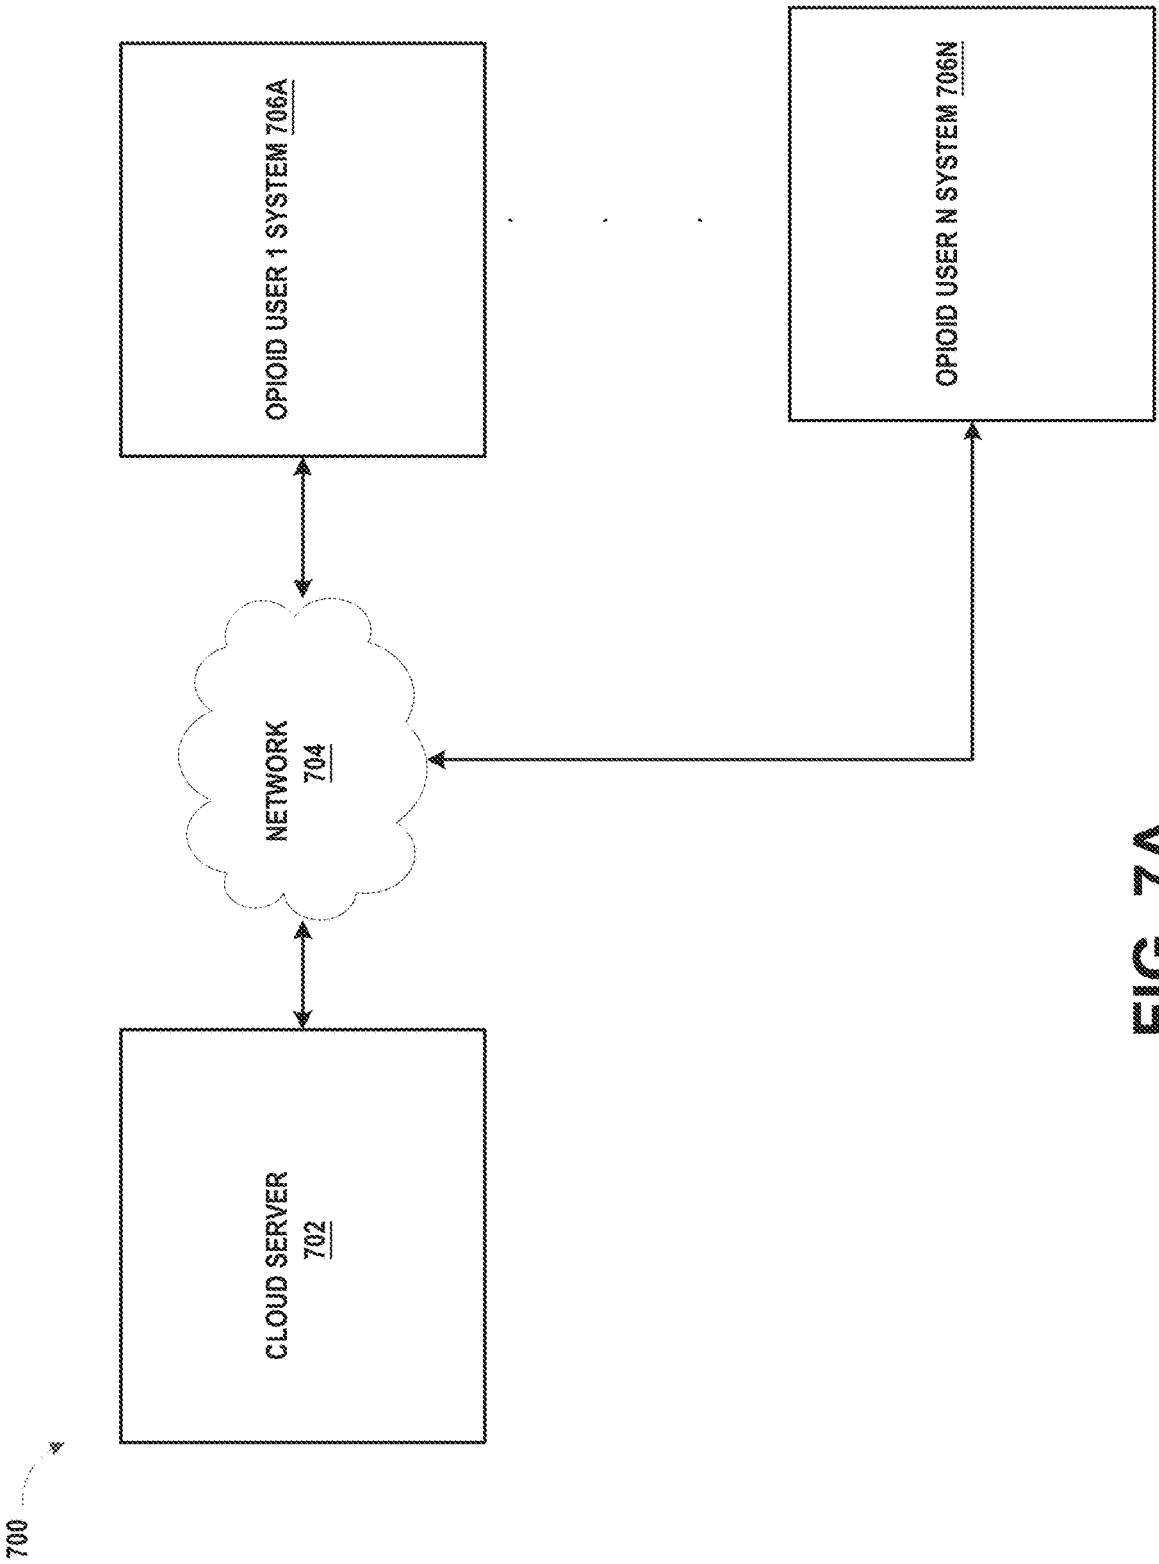 700
CLOUD SERVER
702
NETWORK
704
OPIOID USER 1 SYSTEM 706A
. . .
OPIOID USER N SYSTEM 706N
FIG. 7A